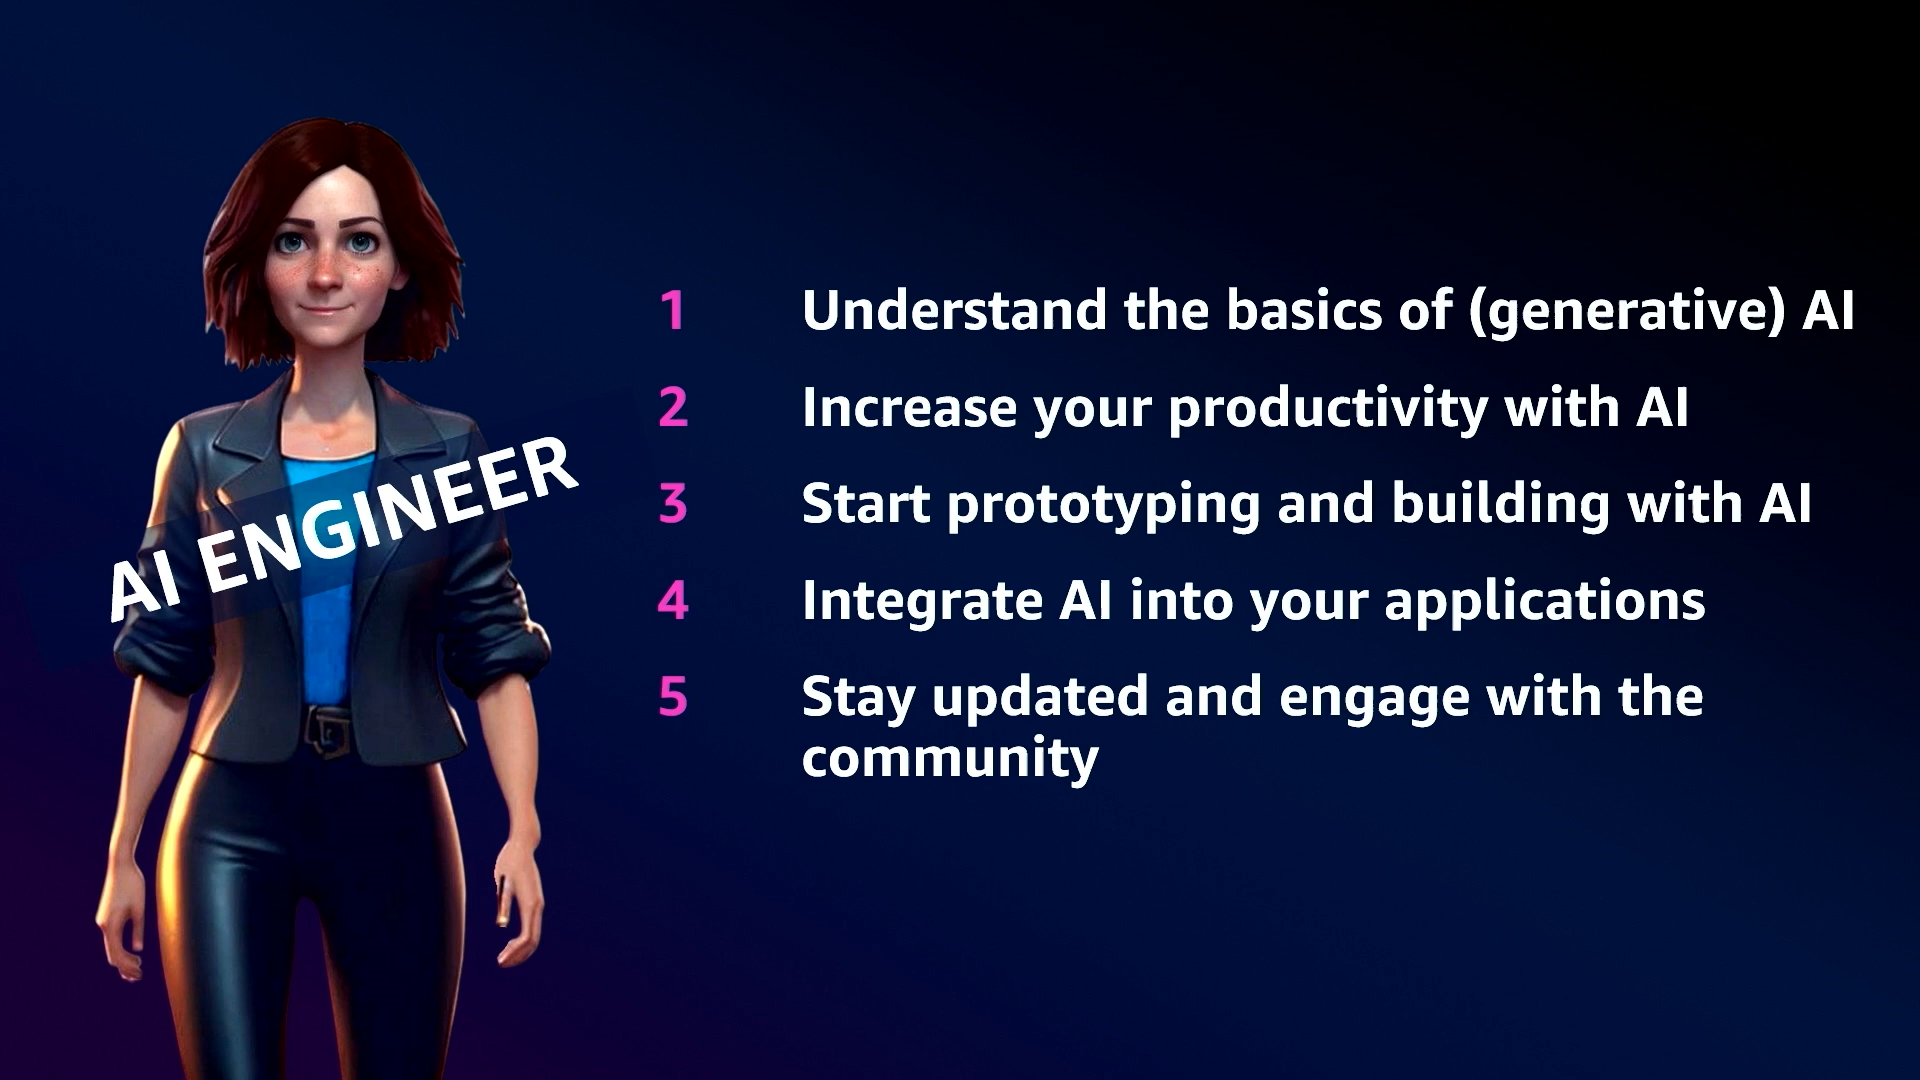 AI ENGINEER
1 Understand the basics of (generative) AI
2 Increase your productivity with AI
3 Start prototyping and building with AI
4 Integrate AI into your applications
5 Stay updated and engage with the
community